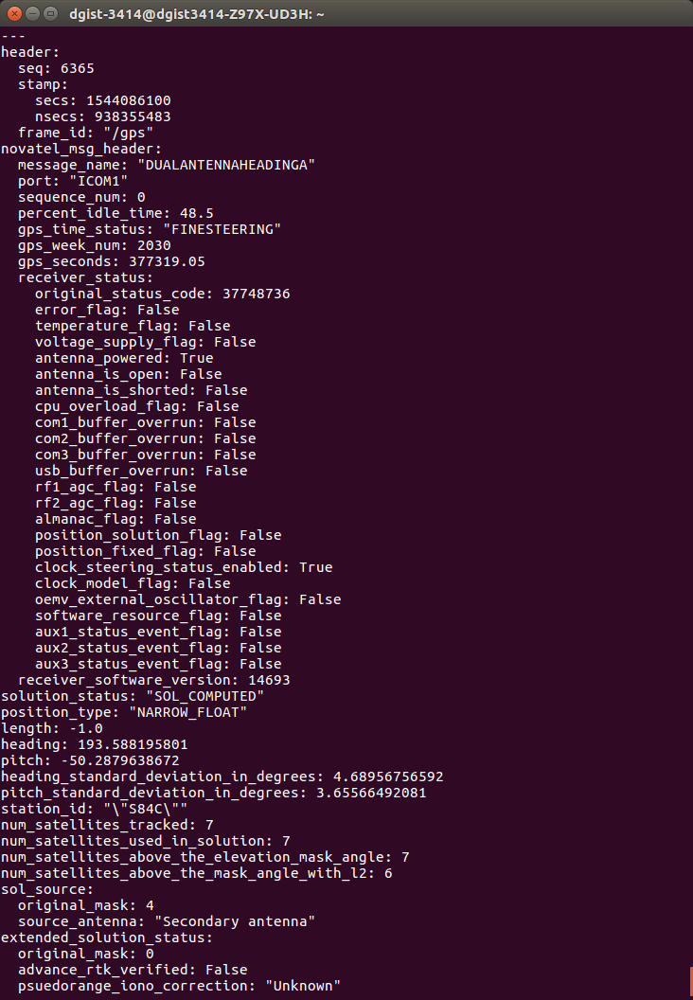 dgist-3414@dgist3414-Z97X-UD3H: ~
---
header:
  seq: 6365
  stamp:
    secs: 1544086100
    nsecs: 938355483
  frame_id: "/gps"
novatel_msg_header:
  message_name: "DUALANTENNAHEADINGA"
  port: "ICOM1"
  sequence_num: 0
  percent_idle_time: 48.5
  gps_time_status: "FINESTEERING"
  gps_week_num: 2030
  gps_seconds: 377319.05
  receiver_status:
    original_status_code: 37748736
    error_flag: False
    temperature_flag: False
    voltage_supply_flag: False
    antenna_powered: True
    antenna_is_open: False
    antenna_is_shorted: False
    cpu_overload_flag: False
    com1_buffer_overrun: False
    com2_buffer_overrun: False
    com3_buffer_overrun: False
    usb_buffer_overrun: False
    rf1_agc_flag: False
    rf2_agc_flag: False
    almanac_flag: False
    position_solution_flag: False
    position_fixed_flag: False
    clock_steering_status_enabled: True
    clock_model_flag: False
    oemv_external_oscillator_flag: False
    software_resource_flag: False
    aux1_status_event_flag: False
    aux2_status_event_flag: False
    aux3_status_event_flag: False
  receiver_software_version: 14693
solution_status: "SOL_COMPUTED"
position_type: "NARROW_FLOAT"
length: -1.0
heading: 193.588195801
pitch: -50.2879638672
heading_standard_deviation_in_degrees: 4.68956756592
pitch_standard_deviation_in_degrees: 3.65566492081
station_id: "\"S84C\""
num_satellites_tracked: 7
num_satellites_used_in_solution: 7
num_satellites_above_the_elevation_mask_angle: 7
num_satellites_above_the_mask_angle_with_l2: 6
sol_source:
  original_mask: 4
  source_antenna: "Secondary antenna"
extended_solution_status:
  original_mask: 0
  advance_rtk_verified: False
  psuedorange_iono_correction: "Unknown"